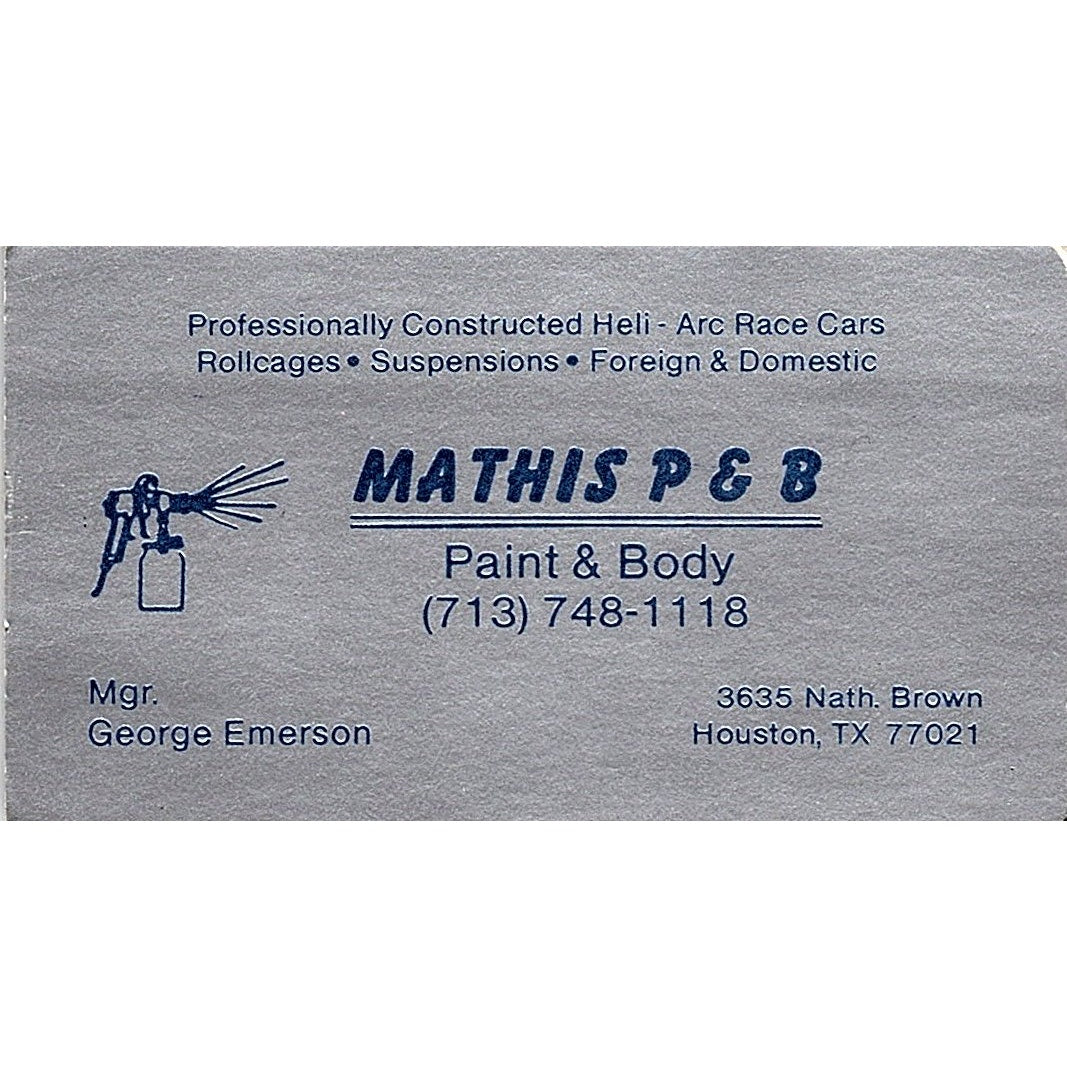 Professionally Constructed Heli - Arc Race Cars
Rollcages • Suspensions • Foreign & Domestic
MATHIS P & B
Paint & Body
(713) 748-1118
Mgr.
George Emerson
3635 Nath. Brown
Houston, TX 77021